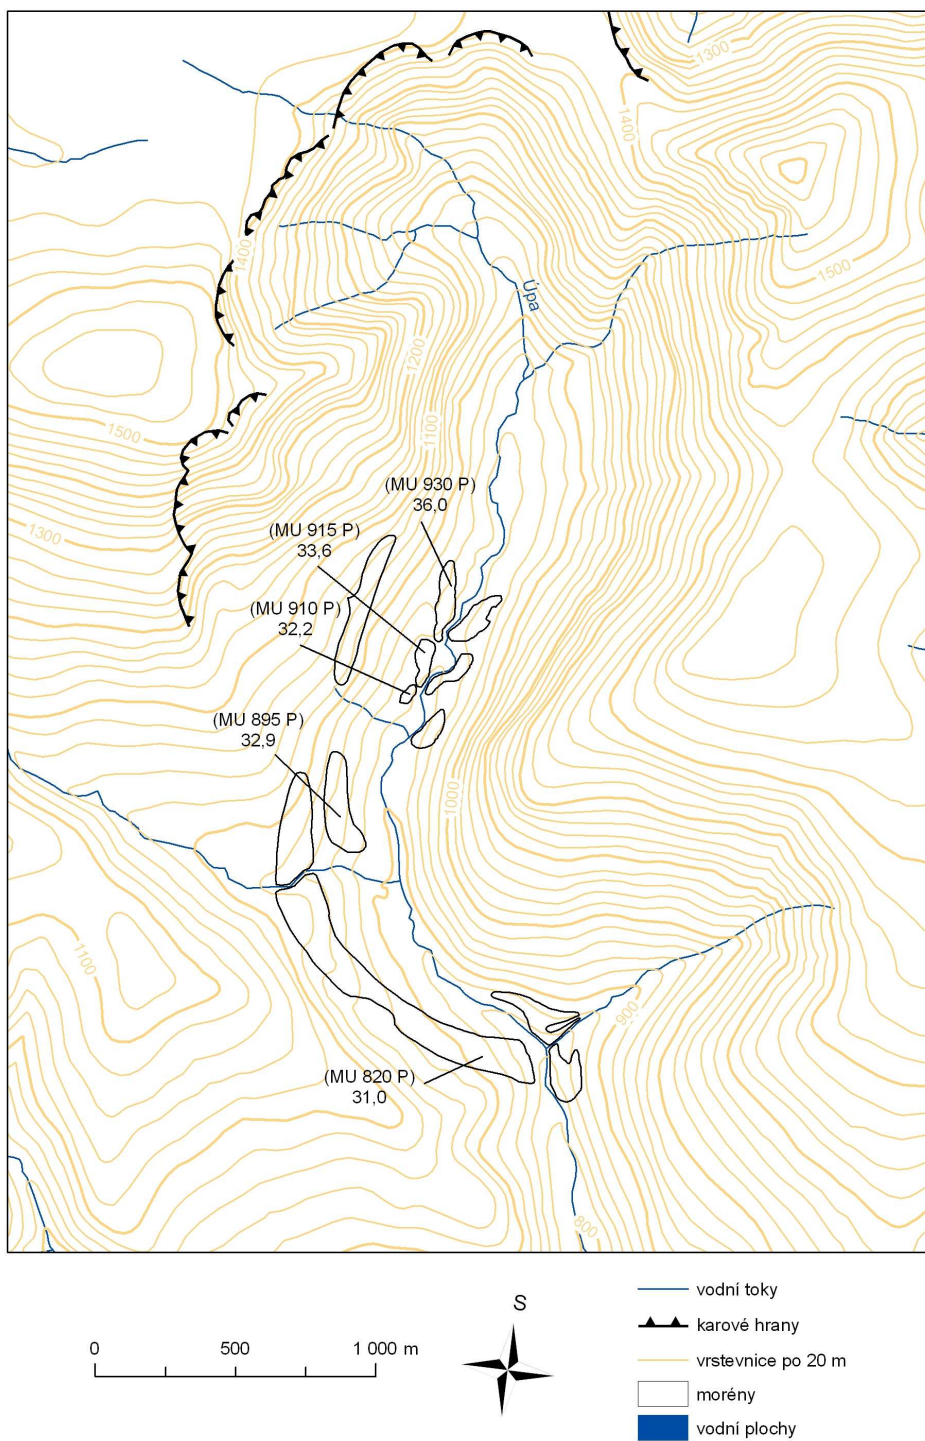 1300
1400
1400
1500
Úpa
1200
1100
1500
1300
(MU 930 P)
36,0
(MU 915 P)
33,6
(MU 910 P)
32,2
(MU 895 P)
32,9
1000
1100
900
(MU 820 P)
31,0
800
S
0
500
1 000 m
vodní toky
karové hrany
vrstevnice po 20 m
morény
vodní plochy